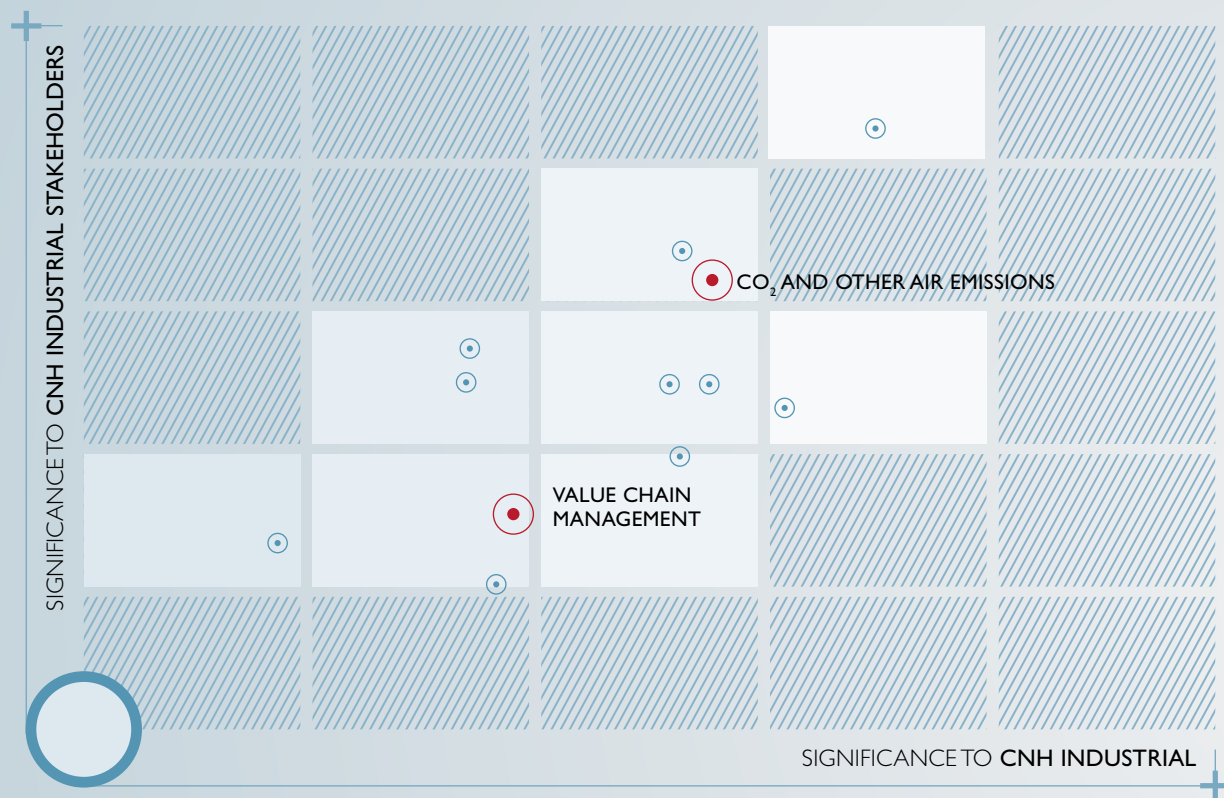 SIGNIFICANCE TO CNH INDUSTRIAL STAKEHOLDERS
CO₂ AND OTHER AIR EMISSIONS
VALUE CHAIN
MANAGEMENT
SIGNIFICANCE TO CNH INDUSTRIAL